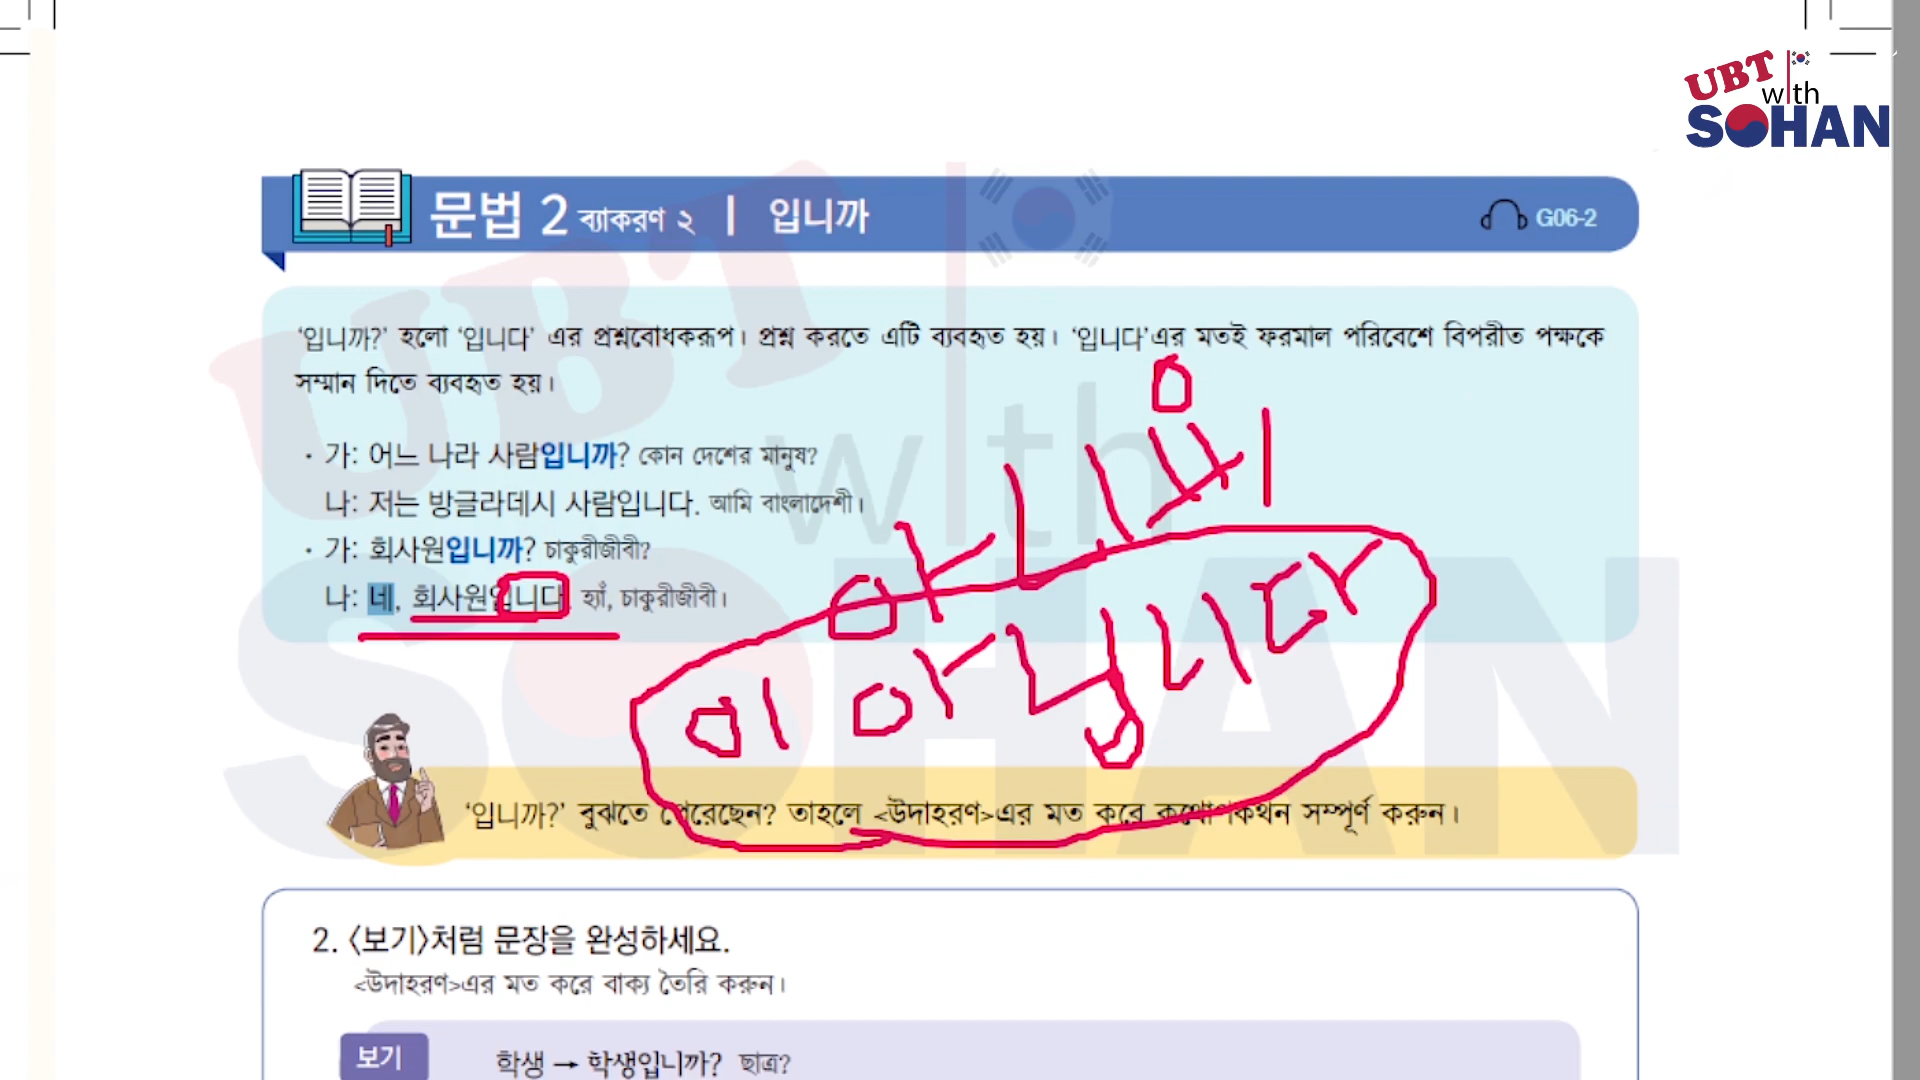 UBT with
SOHAN
문법 2 ব্যাকরণ ২ | 입니까
G06-2
‘입니까?’ হলো ‘입니다’ এর প্রশ্নবোধকরূপ। প্রশ্ন করতে এটি ব্যবহৃত হয়। ‘입니다’এর মতই ফরমাল পরিবেশে বিপরীত পক্ষকে
সম্মান দিতে ব্যবহৃত হয়।
• 가: 어느 나라 사람입니까? কোন দেশের মানুষ?
나: 저는 방글라데시 사람입니다. আমি বাংলাদেশী।
• 가: 회사원입니까? চাকুরীজীবী?
나: 네, 회사원입니다. হ্যাঁ, চাকুরীজীবী।
이 아닙니다
‘입니까?’ বুঝতে পেরেছেন? তাহলে <উদাহরণ>এর মত করে কথোপকথন সম্পূর্ণ করুন।
2. 〈보기〉처럼 문장을 완성하세요.
<উদাহরণ>এর মত করে বাক্য তৈরি করুন।
보기 학생 → 학생입니까? ছাত্র?